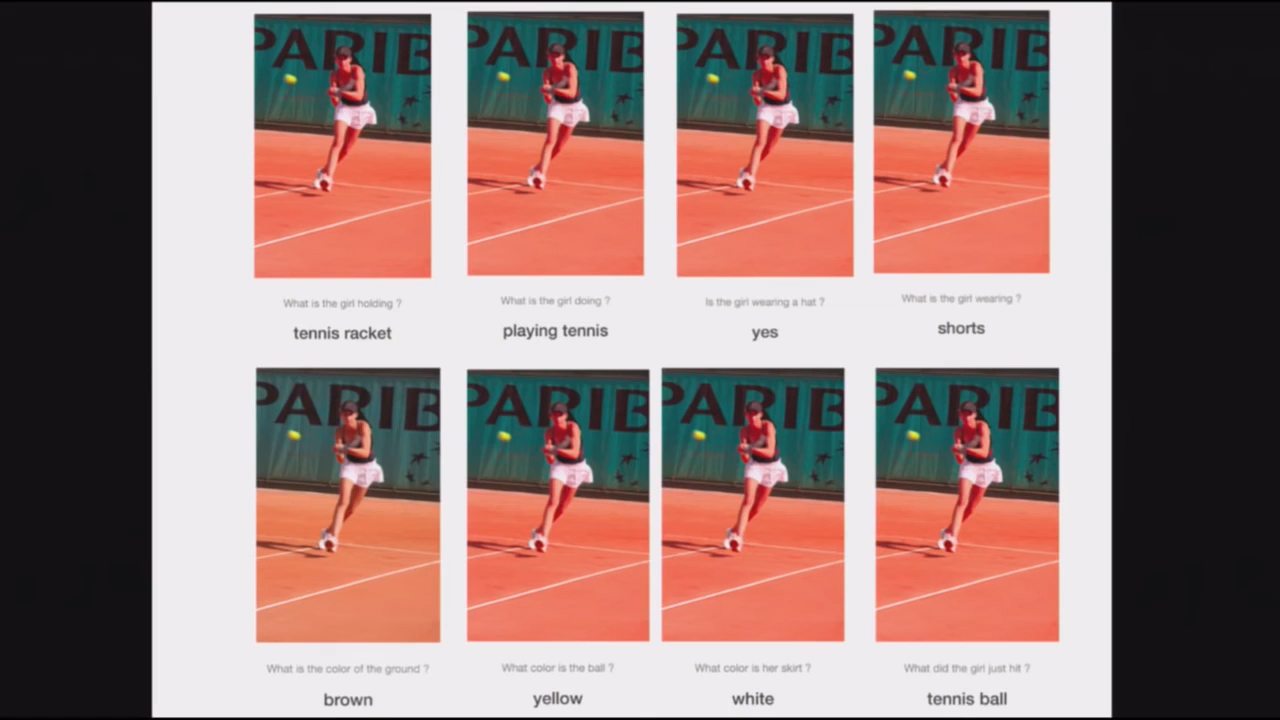 PARIB PARIB PARIB PARIB
What is the girl holding ? What is the girl doing ? Is the girl wearing a hat ? What is the girl wearing ?
tennis racket playing tennis yes shorts
PARIB PARIB PARIB PARIB
What is the color of the ground ? What color is the ball ? What color is her skirt ? What did the girl just hit ?
brown yellow white tennis ball